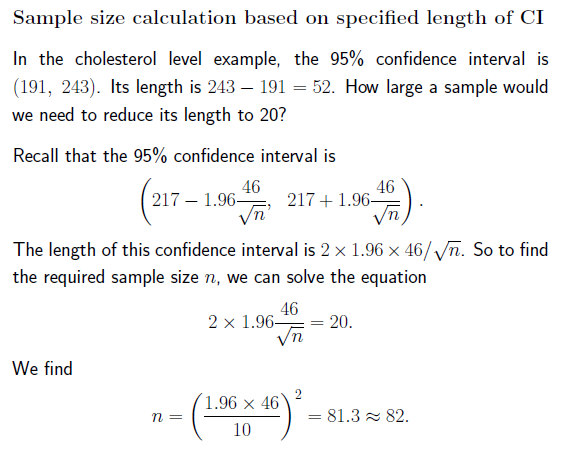 Sample size calculation based on specified length of CI
In the cholesterol level example, the 95% confidence interval is
(191, 243). Its length is 243 − 191 = 52. How large a sample would
we need to reduce its length to 20?
Recall that the 95% confidence interval is
(217 − 1.96 46/√n, 217 + 1.96 46/√n).
The length of this confidence interval is 2 × 1.96 × 46/√n. So to find
the required sample size n, we can solve the equation
2 × 1.96 46/√n = 20.
We find
n = (1.96 × 46 / 10)² = 81.3 ≈ 82.